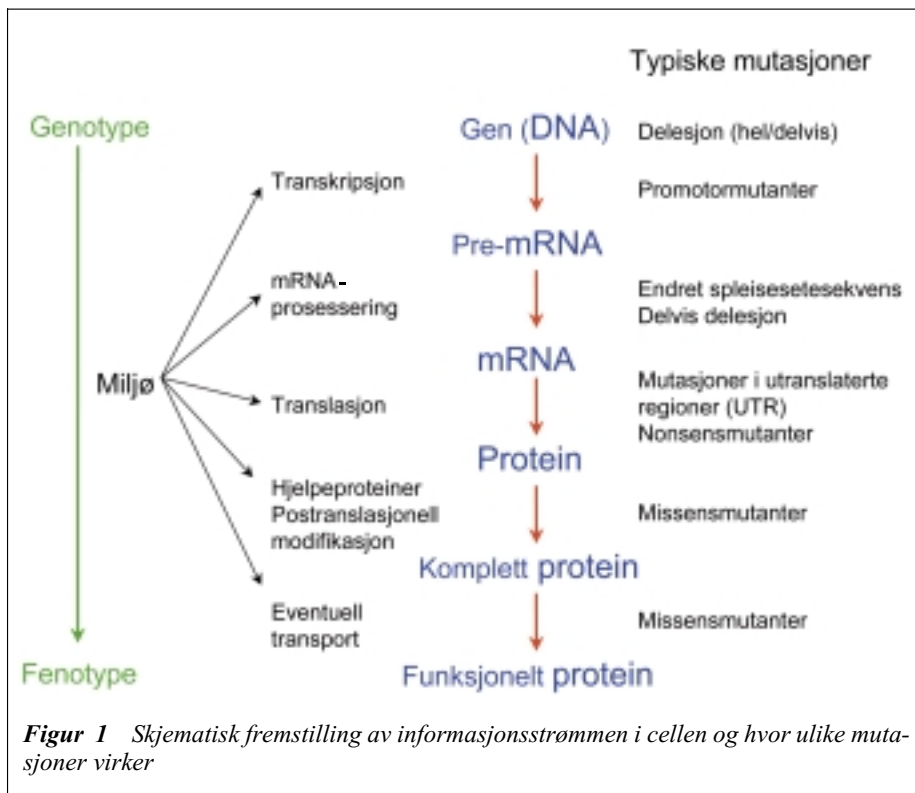 Typiske mutasjoner
Genotype
Gen (DNA)
Delesjon (hel/delvis)
Transkripsjon
Promotormutanter
Pre-mRNA
mRNA-
prosessering
Endret spleisesetesekvens
Delvis delesjon
mRNA
Miljø
Mutasjoner i utranslaterte
regioner (UTR)
Nonsensmutanter
Translasjon
Protein
Hjelpeproteiner
Postranslasjonell
modifikasjon
Missensmutanter
Komplett protein
Eventuell
transport
Missensmutanter
Fenotype
Funksjonelt protein
Figur 1 Skjematisk fremstilling av informasjonsstrømmen i cellen og hvor ulike muta-
sjoner virker